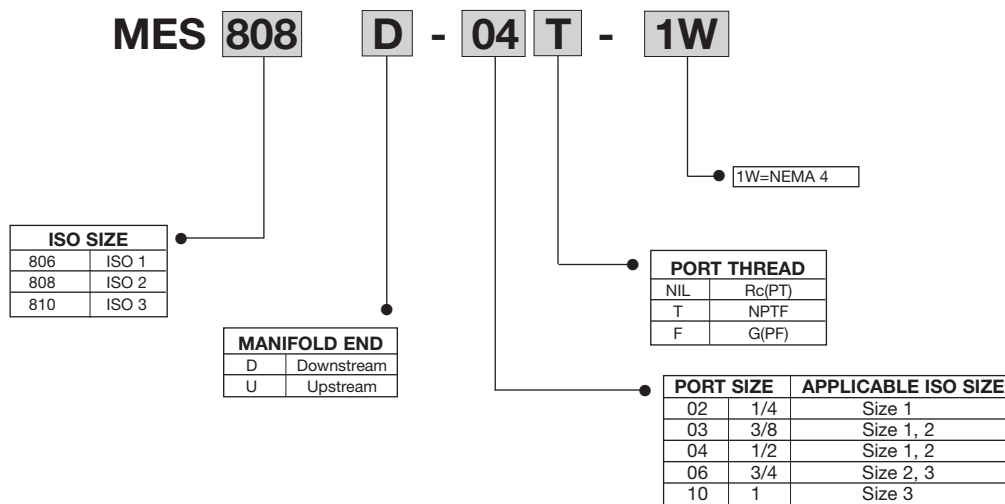 MES 808 D - 04 T - 1W
1W=NEMA 4
ISO SIZE
806 ISO 1
808 ISO 2
810 ISO 3
PORT THREAD
NIL Rc(PT)
T NPTF
F G(PF)
MANIFOLD END
D Downstream
U Upstream
PORT SIZE APPLICABLE ISO SIZE
02 1/4 Size 1
03 3/8 Size 1, 2
04 1/2 Size 1, 2
06 3/4 Size 2, 3
10 1 Size 3